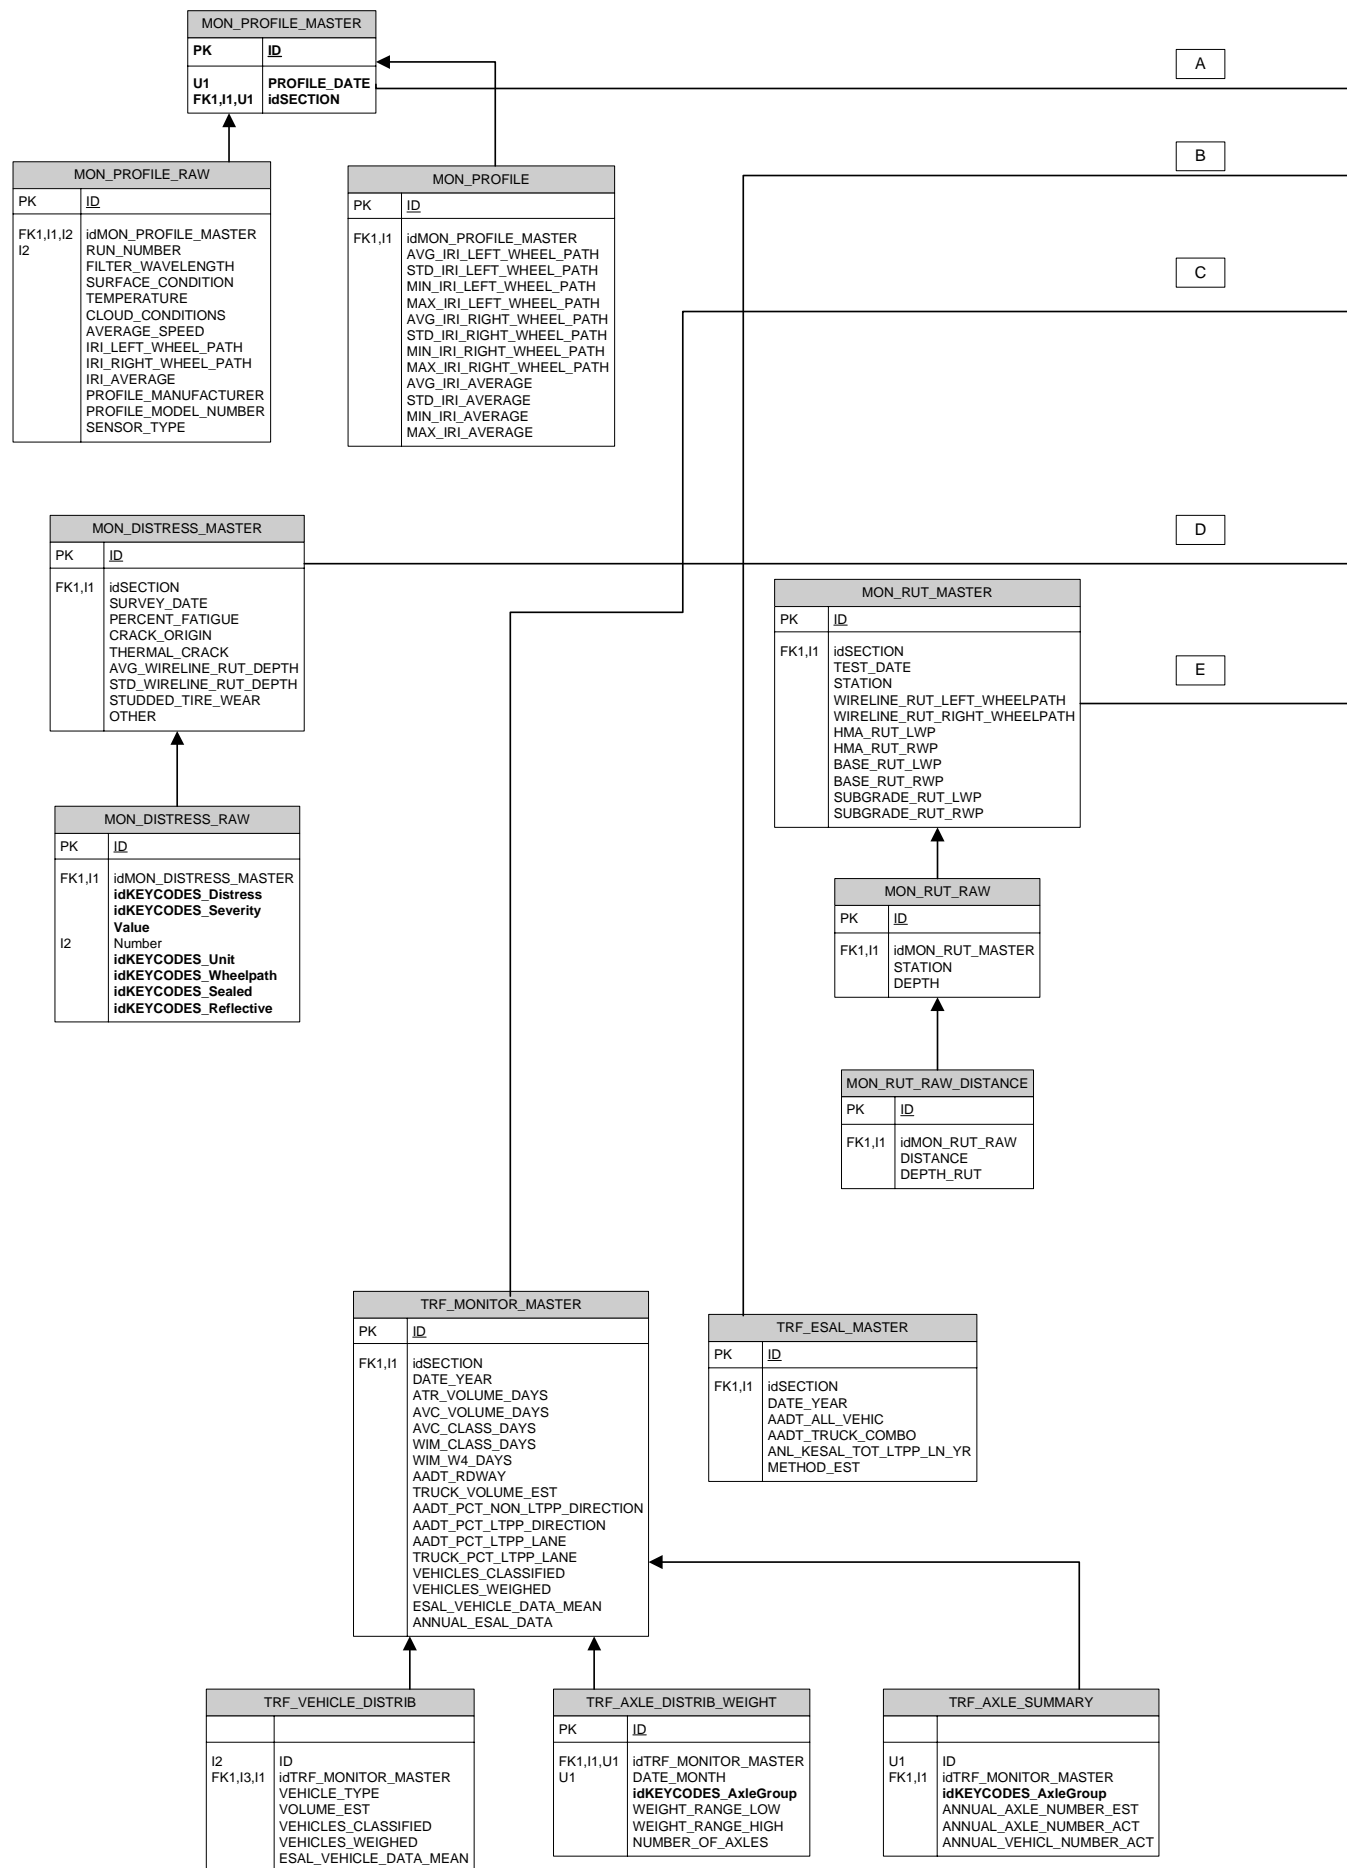 MON_PROFILE_MASTER
PK ID
U1 PROFILE_DATE
FK1,I1,U1 idSECTION
A
B
C
MON_PROFILE_RAW
PK ID
FK1,I1,I2 idMON_PROFILE_MASTER
I2 RUN_NUMBER
FILTER_WAVELENGTH
SURFACE_CONDITION
TEMPERATURE
CLOUD_CONDITIONS
AVERAGE_SPEED
IRI_LEFT_WHEEL_PATH
IRI_RIGHT_WHEEL_PATH
IRI_AVERAGE
PROFILE_MANUFACTURER
PROFILE_MODEL_NUMBER
SENSOR_TYPE
MON_PROFILE
PK ID
FK1,I1 idMON_PROFILE_MASTER
AVG_IRI_LEFT_WHEEL_PATH
STD_IRI_LEFT_WHEEL_PATH
MIN_IRI_LEFT_WHEEL_PATH
MAX_IRI_LEFT_WHEEL_PATH
AVG_IRI_RIGHT_WHEEL_PATH
STD_IRI_RIGHT_WHEEL_PATH
MIN_IRI_RIGHT_WHEEL_PATH
MAX_IRI_RIGHT_WHEEL_PATH
AVG_IRI_AVERAGE
STD_IRI_AVERAGE
MIN_IRI_AVERAGE
MAX_IRI_AVERAGE
MON_DISTRESS_MASTER
PK ID
FK1,I1 idSECTION
SURVEY_DATE
PERCENT_FATIGUE
CRACK_ORIGIN
THERMAL_CRACK
AVG_WIRELINE_RUT_DEPTH
STD_WIRELINE_RUT_DEPTH
STUDDED_TIRE_WEAR
OTHER
D
MON_RUT_MASTER
PK ID
FK1,I1 idSECTION
TEST_DATE
STATION
WIRELINE_RUT_LEFT_WHEELPATH
WIRELINE_RUT_RIGHT_WHEELPATH
HMA_RUT_LWP
HMA_RUT_RWP
BASE_RUT_LWP
BASE_RUT_RWP
SUBGRADE_RUT_LWP
SUBGRADE_RUT_RWP
E
MON_DISTRESS_RAW
PK ID
FK1,I1 idMON_DISTRESS_MASTER
idKEYCODES_Distress
idKEYCODES_Severity
Value
I2 Number
idKEYCODES_Unit
idKEYCODES_Wheelpath
idKEYCODES_Sealed
idKEYCODES_Reflective
MON_RUT_RAW
PK ID
FK1,I1 idMON_RUT_MASTER
STATION
DEPTH
MON_RUT_RAW_DISTANCE
PK ID
FK1,I1 idMON_RUT_RAW
DISTANCE
DEPTH_RUT
TRF_MONITOR_MASTER
PK ID
FK1,I1 idSECTION
DATE_YEAR
ATR_VOLUME_DAYS
AVC_VOLUME_DAYS
AVC_CLASS_DAYS
WIM_CLASS_DAYS
WIM_W4_DAYS
AADT_RDWAY
TRUCK_VOLUME_EST
AADT_PCT_NON_LTPP_DIRECTION
AADT_PCT_LTPP_DIRECTION
AADT_PCT_LTPP_LANE
TRUCK_PCT_LTPP_LANE
VEHICLES_CLASSIFIED
VEHICLES_WEIGHED
ESAL_VEHICLE_DATA_MEAN
ANNUAL_ESAL_DATA
TRF_ESAL_MASTER
PK ID
FK1,I1 idSECTION
DATE_YEAR
AADT_ALL_VEHIC
AADT_TRUCK_COMBO
ANL_KESAL_TOT_LTPP_LN_YR
METHOD_EST
TRF_VEHICLE_DISTRIB
I2 ID
FK1,I3,I1 idTRF_MONITOR_MASTER
VEHICLE_TYPE
VOLUME_EST
VEHICLES_CLASSIFIED
VEHICLES_WEIGHED
ESAL_VEHICLE_DATA_MEAN
TRF_AXLE_DISTRIB_WEIGHT
PK ID
FK1,I1,U1 idTRF_MONITOR_MASTER
U1 DATE_MONTH
idKEYCODES_AxleGroup
WEIGHT_RANGE_LOW
WEIGHT_RANGE_HIGH
NUMBER_OF_AXLES
TRF_AXLE_SUMMARY
U1 ID
FK1,I1 idTRF_MONITOR_MASTER
idKEYCODES_AxleGroup
ANNUAL_AXLE_NUMBER_EST
ANNUAL_AXLE_NUMBER_ACT
ANNUAL_VEHICL_NUMBER_ACT